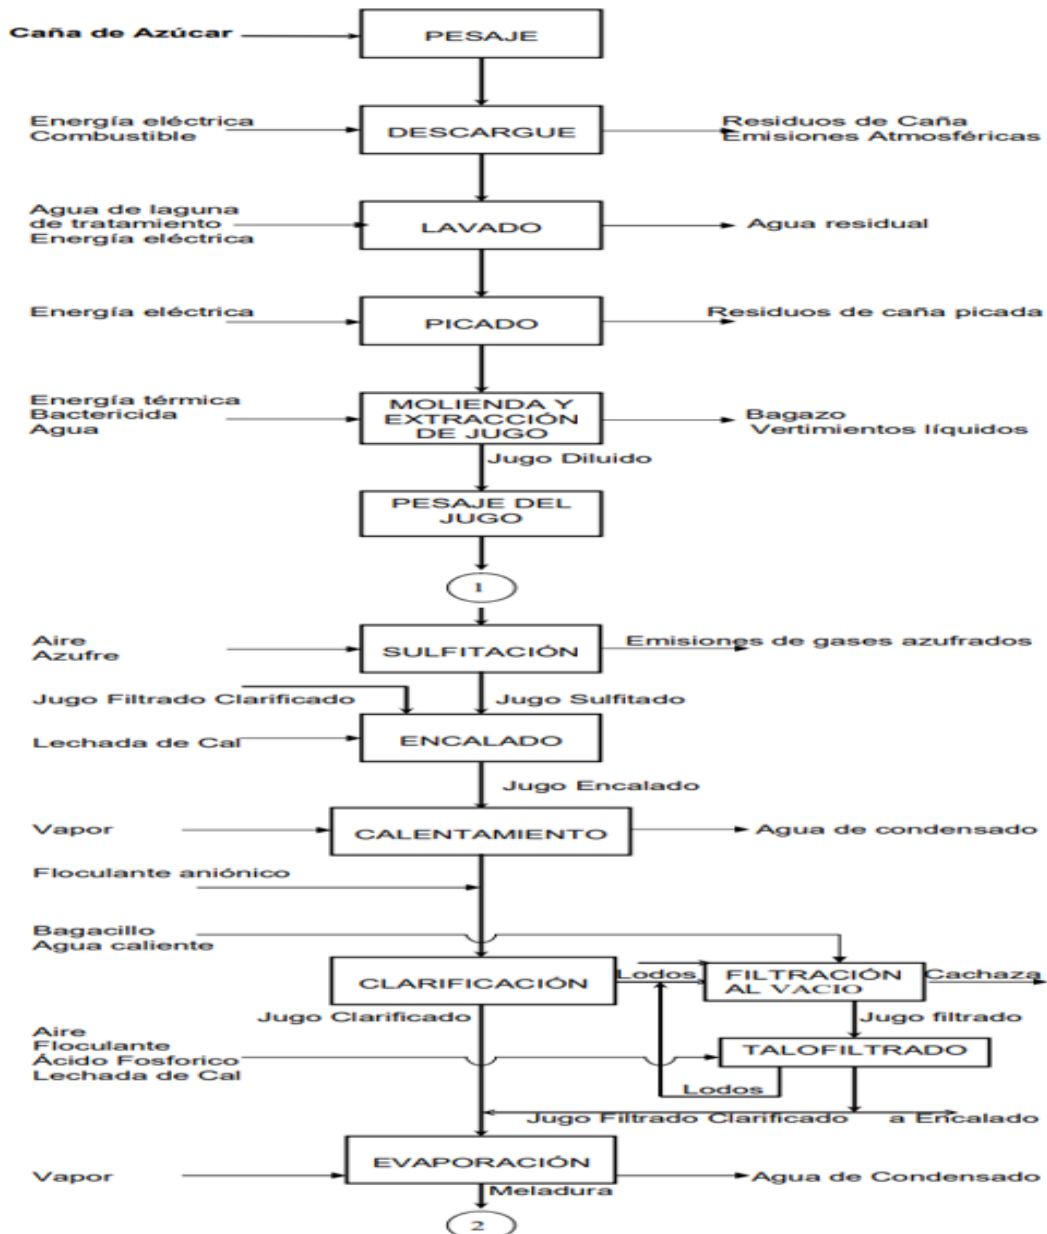 Caña de Azúcar
PESAJE
Energía eléctrica
Combustible
DESCARGUE
Residuos de Caña
Emisiones Atmosféricas
Agua de laguna
de tratamiento
Energía eléctrica
LAVADO
Agua residual
Energía eléctrica
PICADO
Residuos de caña picada
Energía térmica
Bactericida
Agua
MOLIENDA Y
EXTRACCIÓN
DE JUGO
Bagazo
Vertimientos líquidos
Jugo Diluido
PESAJE DEL
JUGO
1
Aire
Azufre
SULFITACIÓN
Emisiones de gases azufrados
Jugo Filtrado Clarificado
Jugo Sulfitado
Lechada de Cal
ENCALADO
Jugo Encalado
Vapor
CALENTAMIENTO
Agua de condensado
Floculante aniónico
Bagacillo
Agua caliente
CLARIFICACIÓN
Lodos
FILTRACIÓN
AL VACIO
Cachaza
Jugo Clarificado
Jugo filtrado
Aire
Floculante
Ácido Fosforico
Lechada de Cal
TALOFILTRADO
Lodos
Jugo Filtrado Clarificado
a Encalado
Vapor
EVAPORACIÓN
Agua de Condensado
Meladura
2